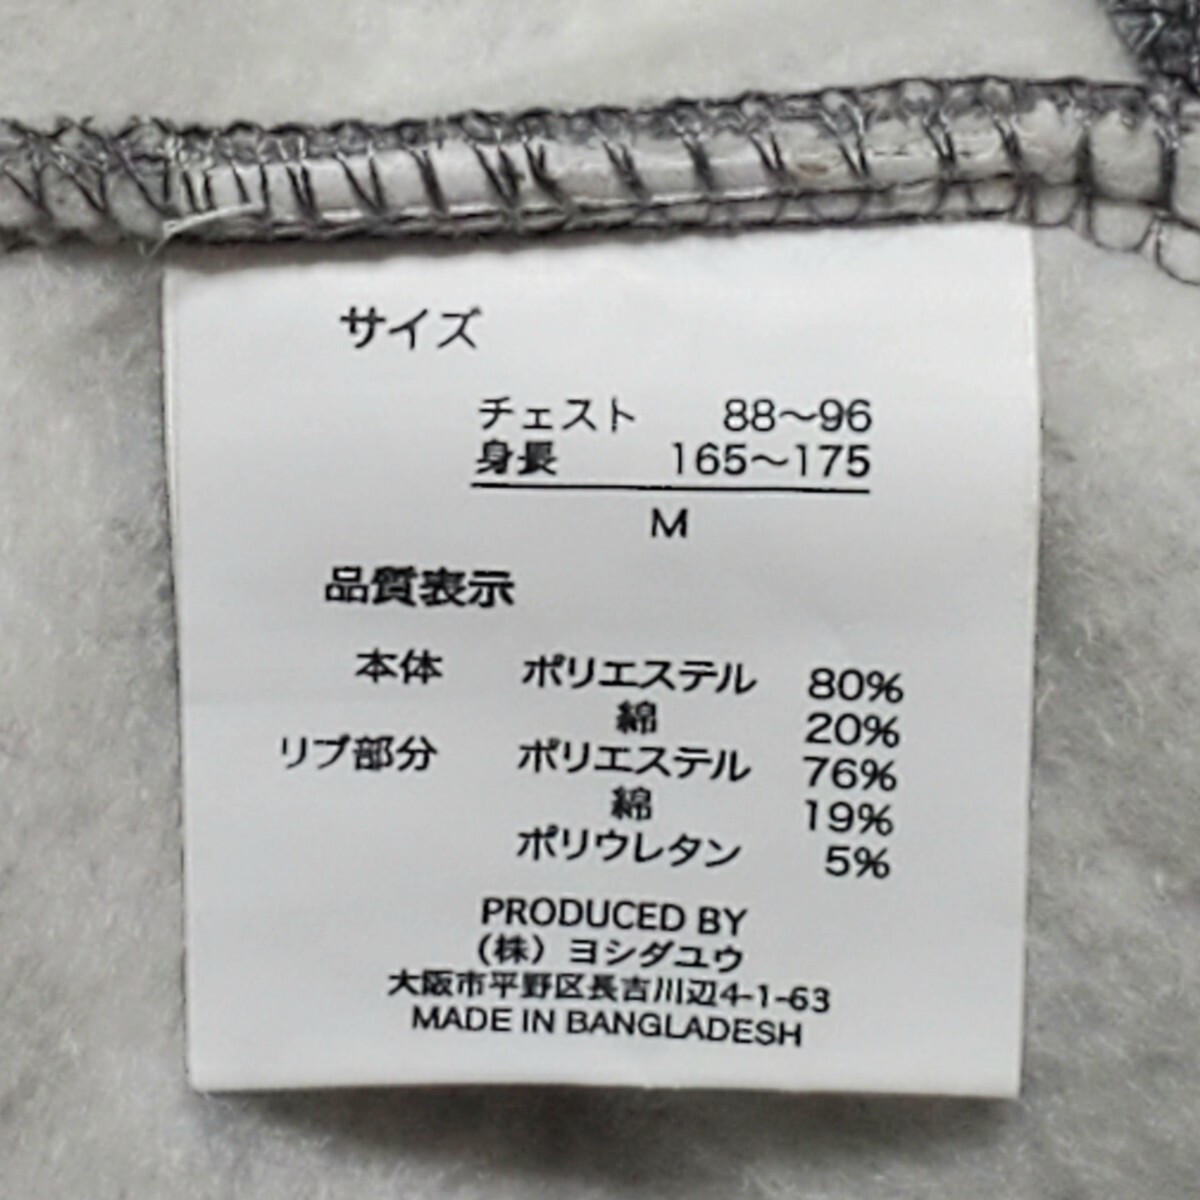 サイズ
チェスト 88～96
身長 165～175
M
品質表示
本体 ポリエステル 80%
綿 20%
リブ部分 ポリエステル 76%
綿 19%
ポリウレタン 5%
PRODUCED BY
（株）ヨシダユウ
大阪市平野区長吉川辺4-1-63
MADE IN BANGLADESH